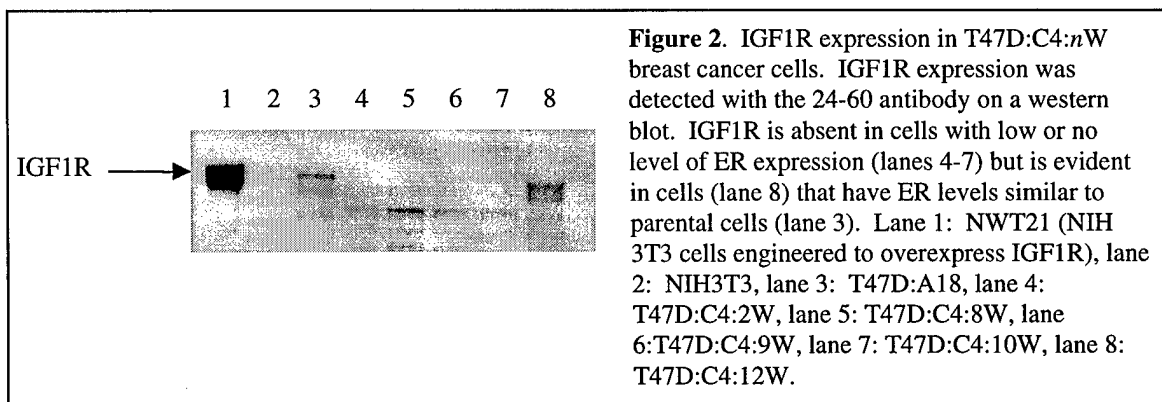 1 2 3 4 5 6 7 8
IGF1R
Figure 2. IGF1R expression in T47D:C4:nW
breast cancer cells. IGF1R expression was
detected with the 24-60 antibody on a western
blot. IGF1R is absent in cells with low or no
level of ER expression (lanes 4-7) but is evident
in cells (lane 8) that have ER levels similar to
parental cells (lane 3). Lane 1: NWT21 (NIH
3T3 cells engineered to overexpress IGF1R), lane
2: NIH3T3, lane 3: T47D:A18, lane 4:
T47D:C4:2W, lane 5: T47D:C4:8W, lane
6:T47D:C4:9W, lane 7: T47D:C4:10W, lane 8:
T47D:C4:12W.